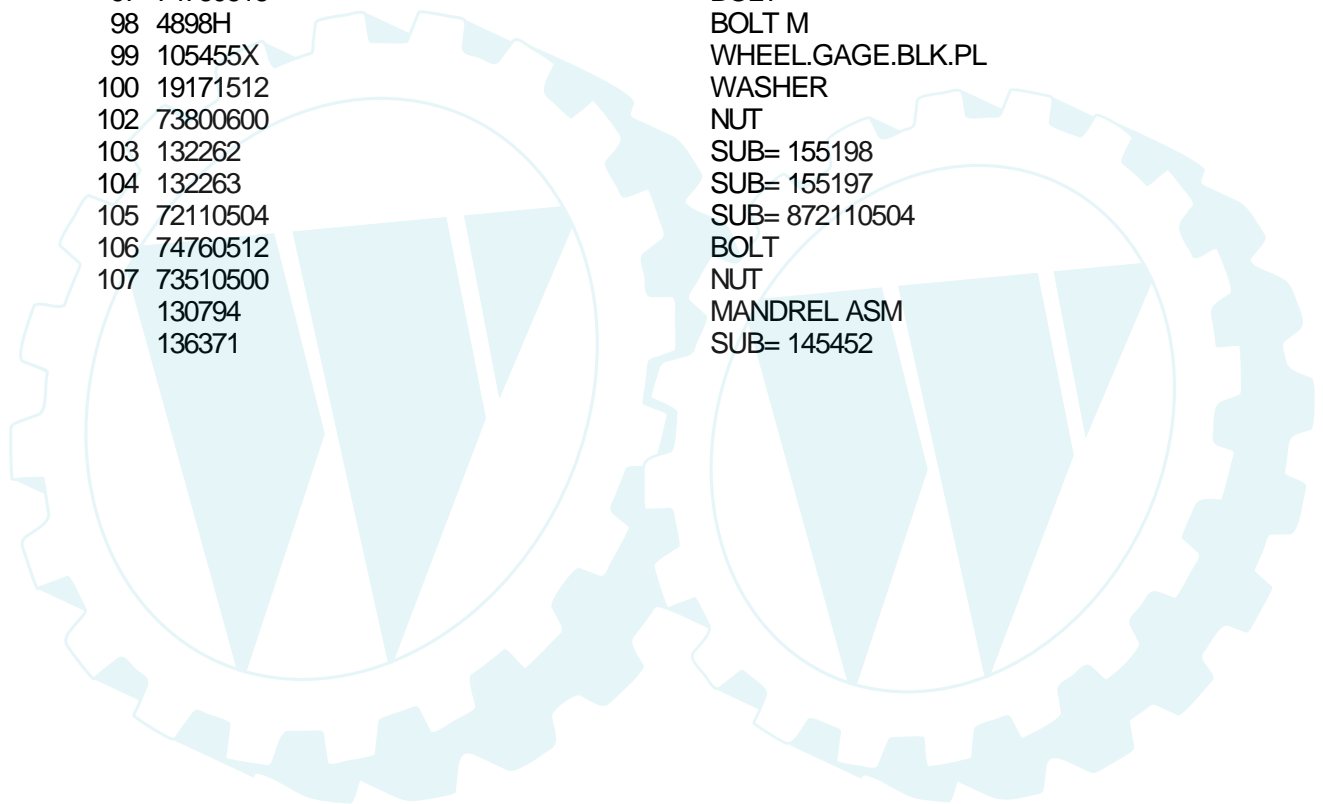 98 4898H BOLT M
99 105455X WHEEL.GAGE.BLK.PL
100 19171512 WASHER
102 73800600 NUT
103 132262 SUB= 155198
104 132263 SUB= 155197
105 72110504 SUB= 872110504
106 74760512 BOLT
107 73510500 NUT
130794 MANDREL ASM
136371 SUB= 145452